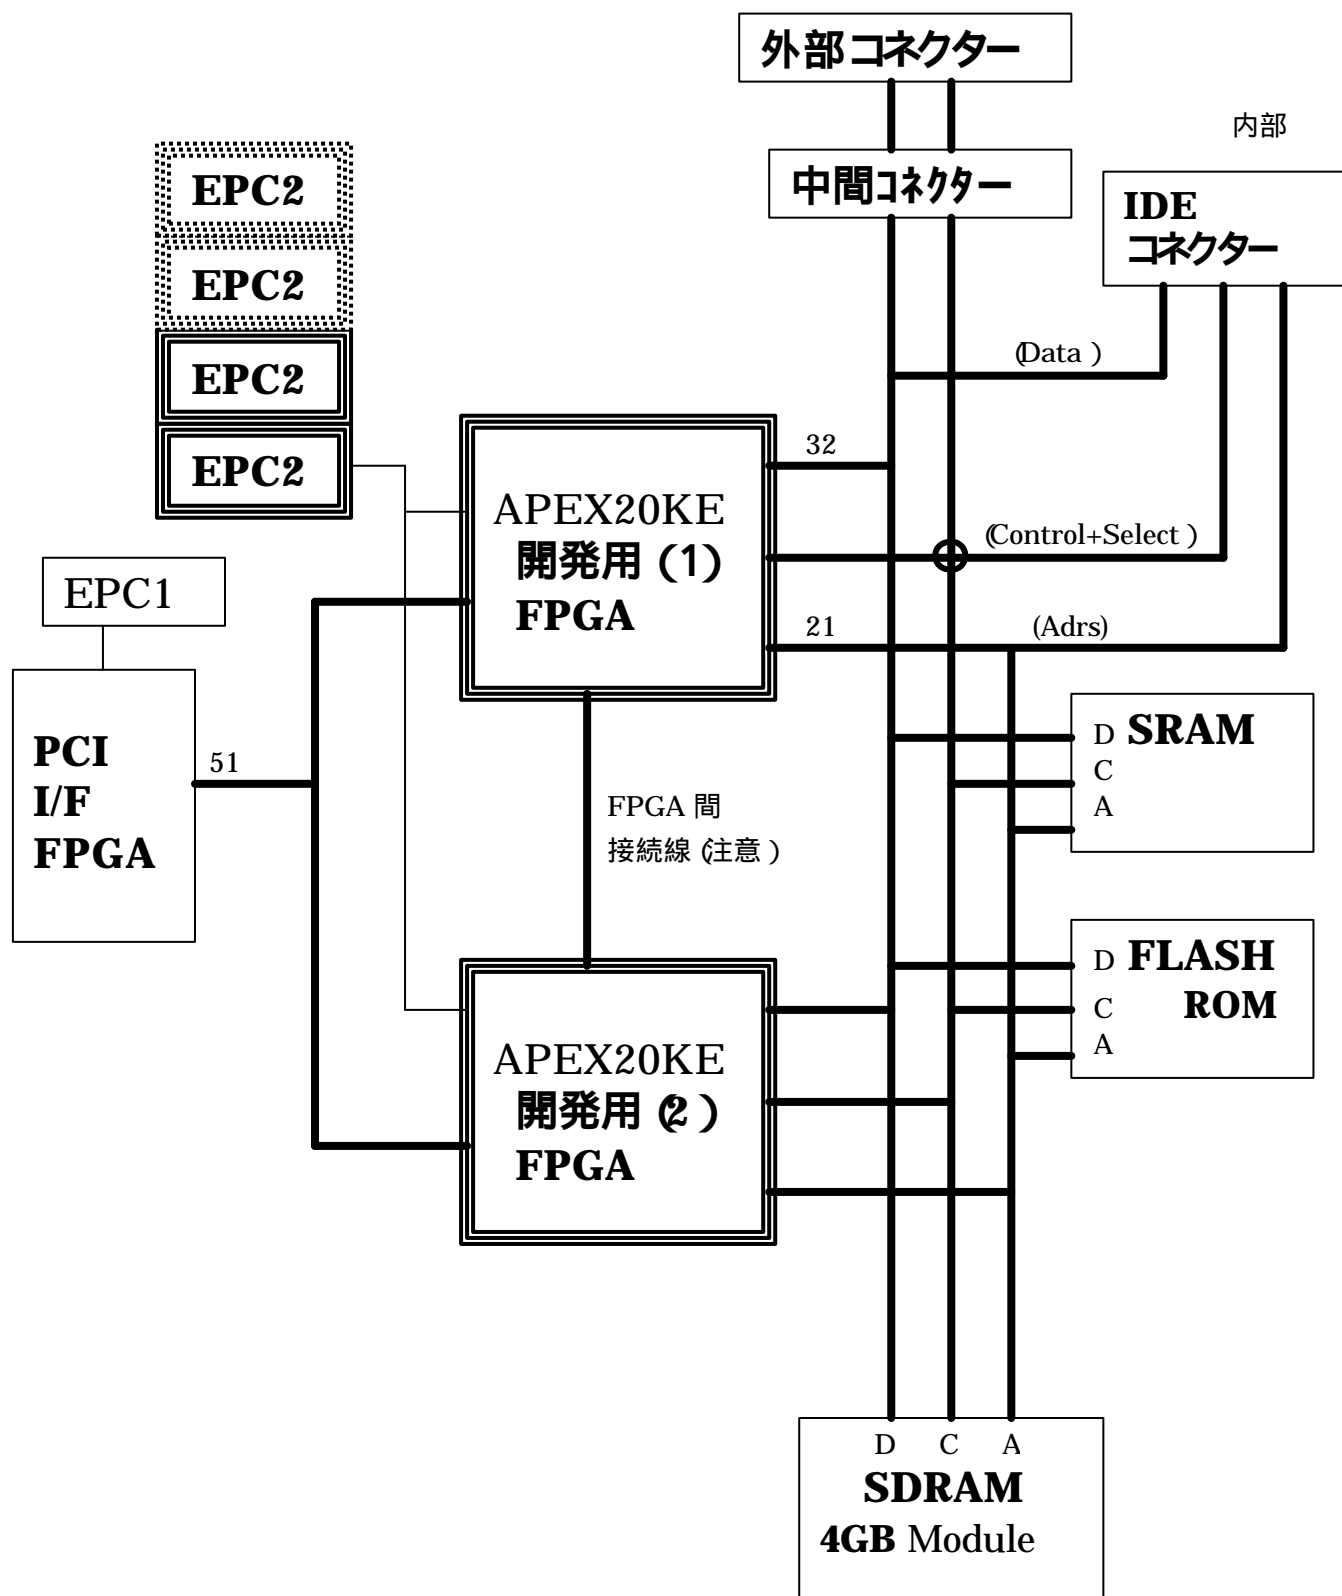 外部コネクター
内部
中間コネクター
EPC2
IDE
コネクター
EPC2
(Data )
EPC2
32
EPC2
APEX20KE
開発用 (1)
FPGA
(Control+Select )
EPC1
21
(Adrs)
PCI
I/F
FPGA
51
D SRAM
C
A
FPGA 間
接続線 (注意 )
D FLASH
C ROM
A
APEX20KE
開発用 (2 )
FPGA
D C A
SDRAM
4GB Module